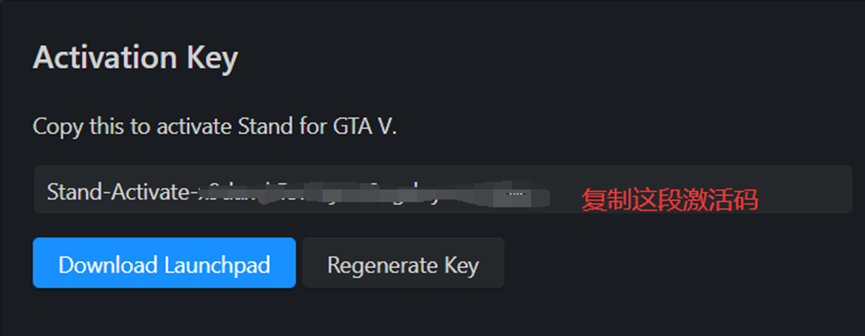 Activation Key
Copy this to activate Stand for GTA V.
Stand-Activate- 复制这段激活码
Download Launchpad Regenerate Key